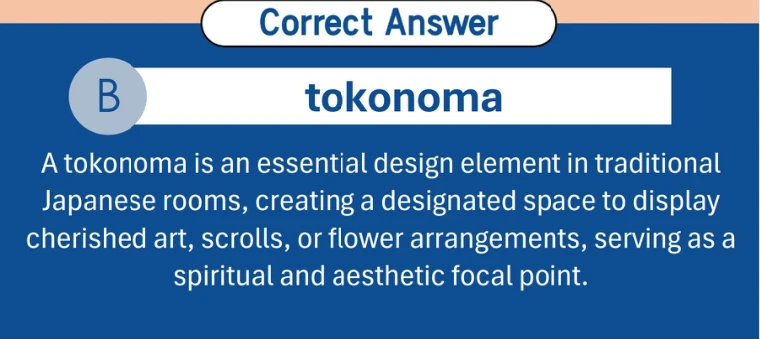 Correct Answer
B
tokonoma
A tokonoma is an essential design element in traditional
Japanese rooms, creating a designated space to display
cherished art, scrolls, or flower arrangements, serving as a
spiritual and aesthetic focal point.